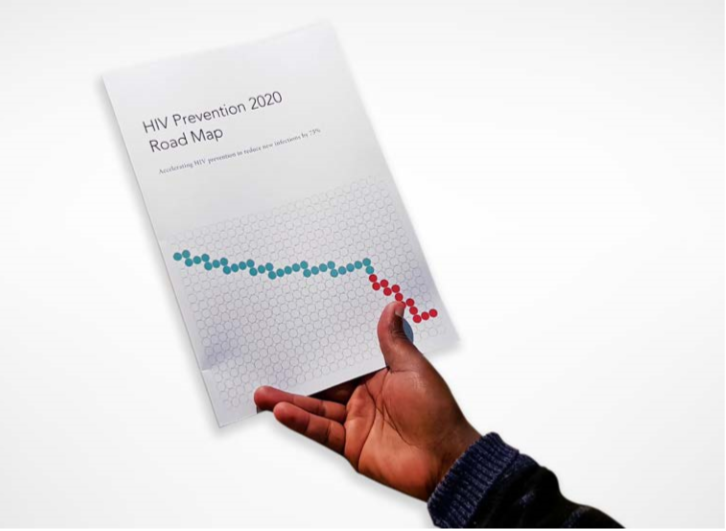 HIV Prevention 2020
Road Map
Accelerating HIV prevention to reduce new infections by 75%